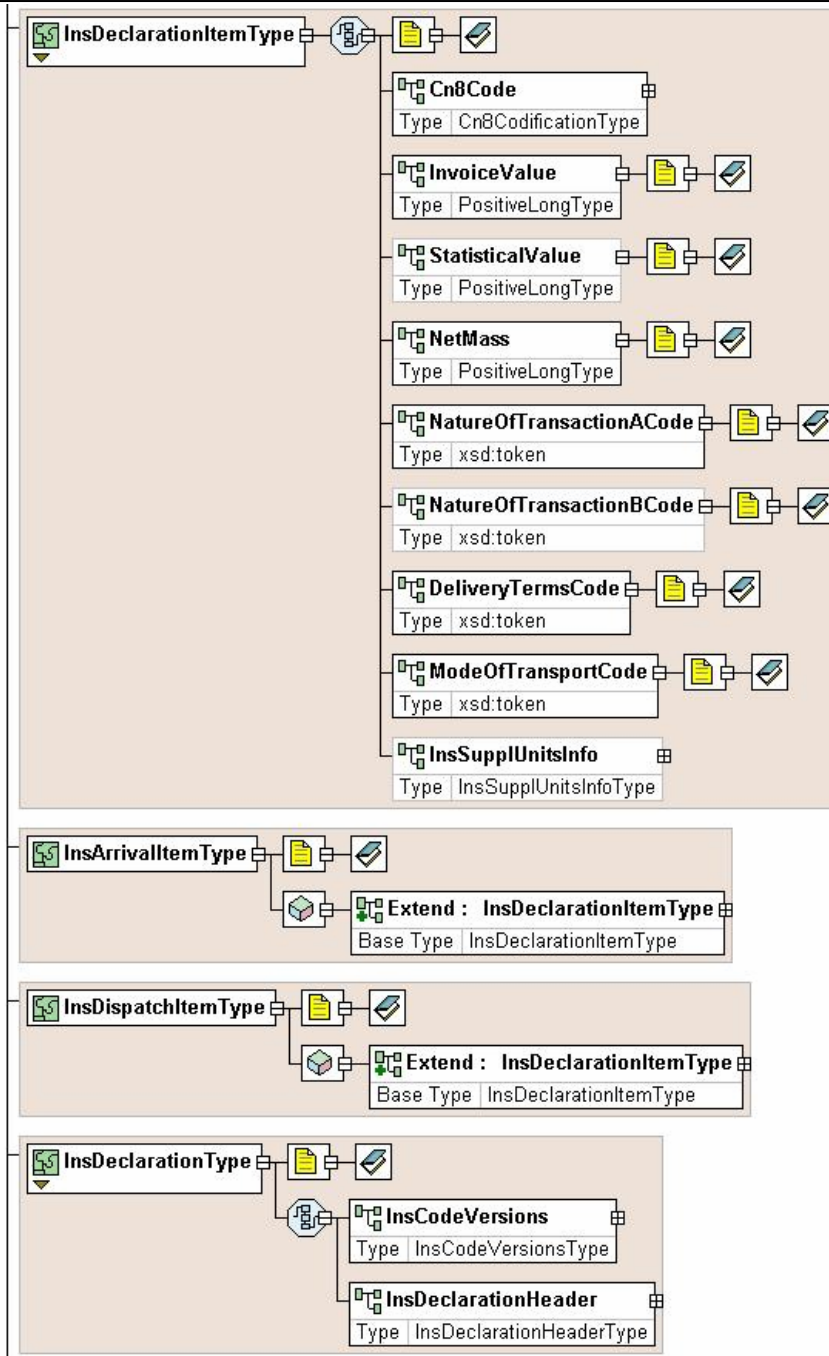 InsDeclarationItemType
Cn8Code
Type Cn8CodificationType
InvoiceValue
Type PositiveLongType
StatisticalValue
Type PositiveLongType
NetMass
Type PositiveLongType
NatureOfTransactionACode
Type xsd:token
NatureOfTransactionBCode
Type xsd:token
DeliveryTermsCode
Type xsd:token
ModeOfTransportCode
Type xsd:token
InsSupplUnitsInfo
Type InsSupplUnitsInfoType
InsArrivalItemType
Extend : InsDeclarationItemType
Base Type InsDeclarationItemType
InsDispatchItemType
Extend : InsDeclarationItemType
Base Type InsDeclarationItemType
InsDeclarationType
InsCodeVersions
Type InsCodeVersionsType
InsDeclarationHeader
Type InsDeclarationHeaderType